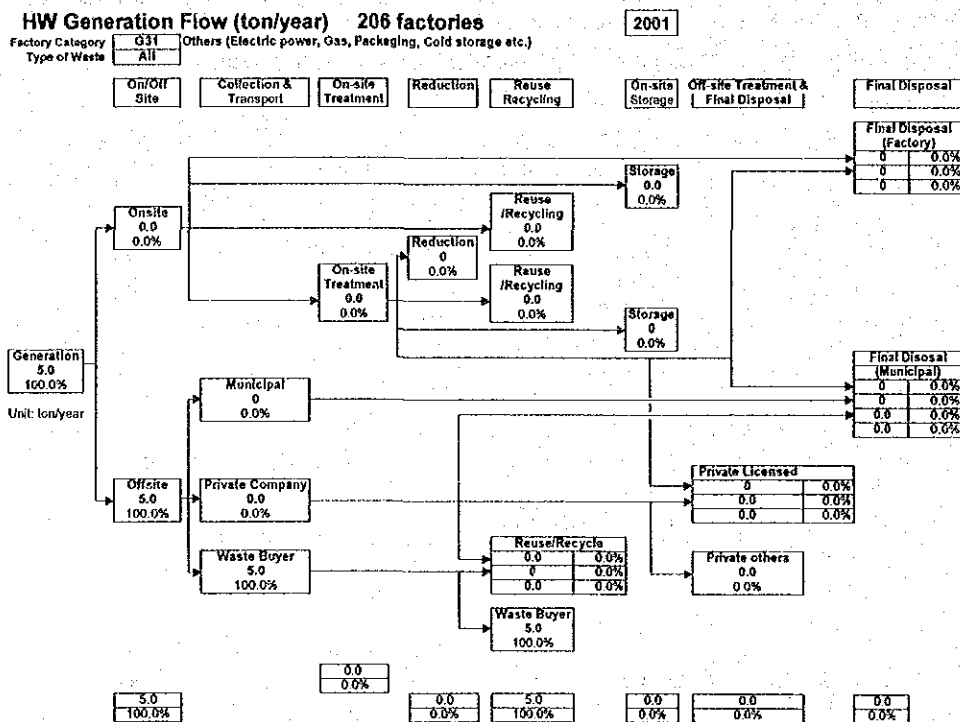 HW Generation Flow (ton/year) 206 factories 2001
Factory Category G31 Others (Electric power, Gas, Packaging, Cold storage etc.)
Type of Waste All
On/Off Site
Collection & Transport
On-site Treatment
Reduction
Reuse Recycling
On-site Storage
Off-site Treatment & Final Disposal
Final Disposal
Final Disposal (Factory)
0 0.0%
0 0.0%
0 0.0%
Storage
0.0
0.0%
Onsite
0.0
0.0%
Reuse /Recycling
0.0
0.0%
Reduction
0
0.0%
On-site Treatment
0.0
0.0%
Reuse /Recycling
0.0
0.0%
Storage
0
0.0%
Generation
5.0
100.0%
Unit: ton/year
Final Disosal (Municipal)
0 0.0%
0 0.0%
0.0 0.0%
0.0 0.0%
Municipal
0
0.0%
Offsite
5.0
100.0%
Private Company
0.0
0.0%
Private Licensed
0 0.0%
0.0 0.0%
0.0 0.0%
Waste Buyer
5.0
100.0%
Reuse/Recycle
0.0 0.0%
0 0.0%
0.0 0.0%
Private others
0.0
0.0%
Waste Buyer
5.0
100.0%
0.0
0.0%
5.0 0.0 5.0 0.0 0.0 0.0
100.0% 0.0% 100.0% 0.0% 0.0% 0.0%